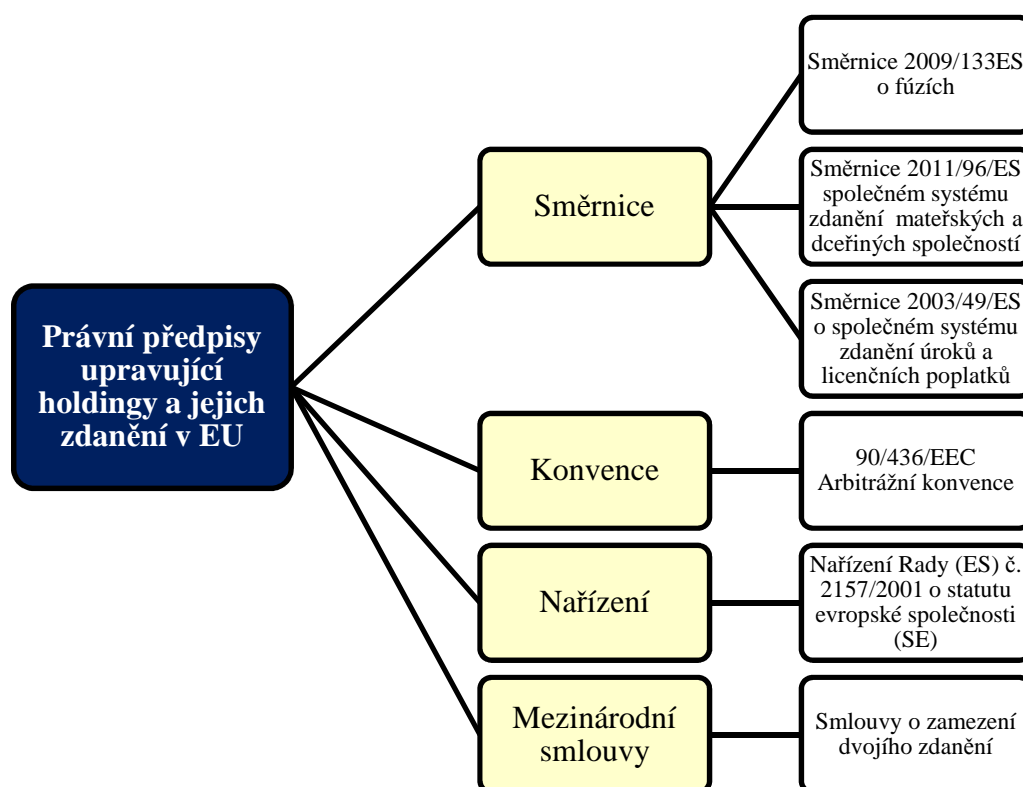 Právní předpisy
upravující
holdingy a jejich
zdanění v EU
Směrnice
Směrnice 2009/133ES
o fúzích
Směrnice 2011/96/ES
společném systému
zdanění mateřských a
dceřiných společností
Směrnice 2003/49/ES
o společném systému
zdanění úroků a
licenčních poplatků
Konvence
90/436/EEC
Arbitrážní konvence
Nařízení
Nařízení Rady (ES) č.
2157/2001 o statutu
evropské společnosti
(SE)
Mezinárodní
smlouvy
Smlouvy o zamezení
dvojího zdanění